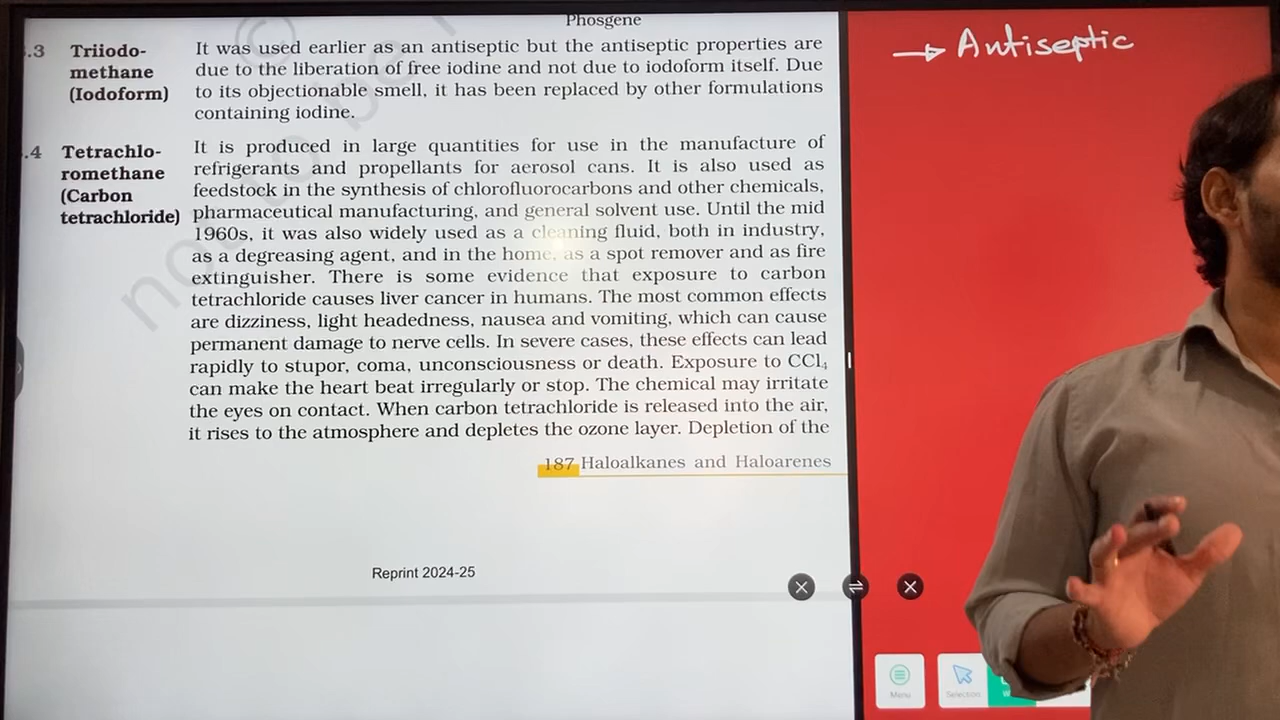 Phosgene
.3 Triiodo-
methane
(Iodoform)
It was used earlier as an antiseptic but the antiseptic properties are
due to the liberation of free iodine and not due to iodoform itself. Due
to its objectionable smell, it has been replaced by other formulations
containing iodine.
.4 Tetrachlo-
romethane
(Carbon
tetrachloride)
It is produced in large quantities for use in the manufacture of
refrigerants and propellants for aerosol cans. It is also used as
feedstock in the synthesis of chlorofluorocarbons and other chemicals,
pharmaceutical manufacturing, and general solvent use. Until the mid
1960s, it was also widely used as a cleaning fluid, both in industry,
as a degreasing agent, and in the home, as a spot remover and as fire
extinguisher. There is some evidence that exposure to carbon
tetrachloride causes liver cancer in humans. The most common effects
are dizziness, light headedness, nausea and vomiting, which can cause
permanent damage to nerve cells. In severe cases, these effects can lead
rapidly to stupor, coma, unconsciousness or death. Exposure to CCl₄
can make the heart beat irregularly or stop. The chemical may irritate
the eyes on contact. When carbon tetrachloride is released into the air,
it rises to the atmosphere and depletes the ozone layer. Depletion of the
187 Haloalkanes and Haloarenes
Reprint 2024-25
→ Antiseptic
Menu
Selection